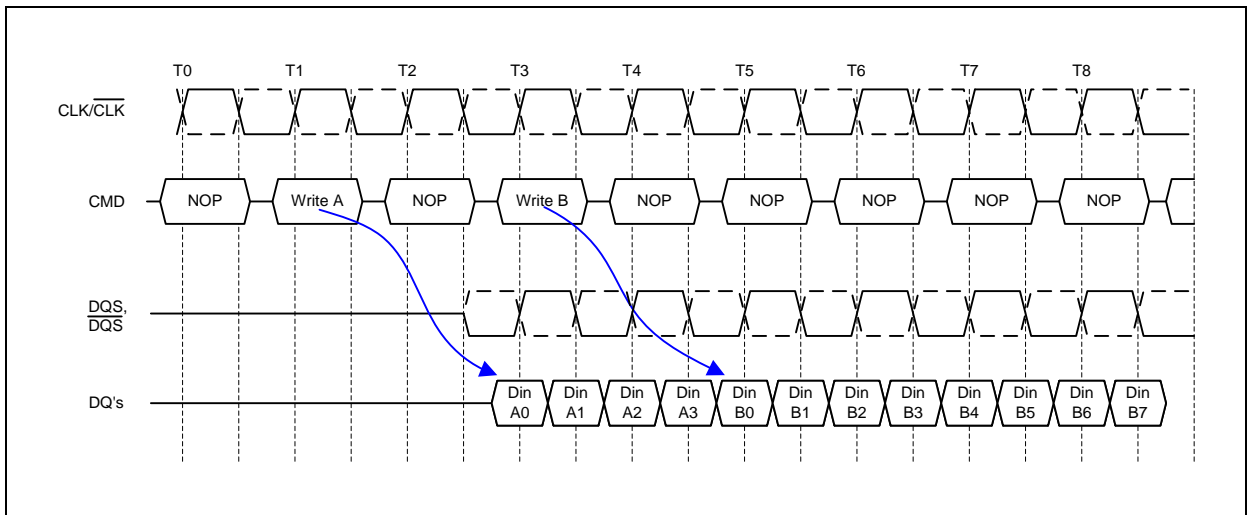 T0 T1 T2 T3 T4 T5 T6 T7 T8
CLK/CLK
CMD NOP Write A NOP Write B NOP NOP NOP NOP NOP
DQS,
DQS
DQ's
Din Din Din Din Din Din Din Din Din Din Din Din
A0 A1 A2 A3 B0 B1 B2 B3 B4 B5 B6 B7